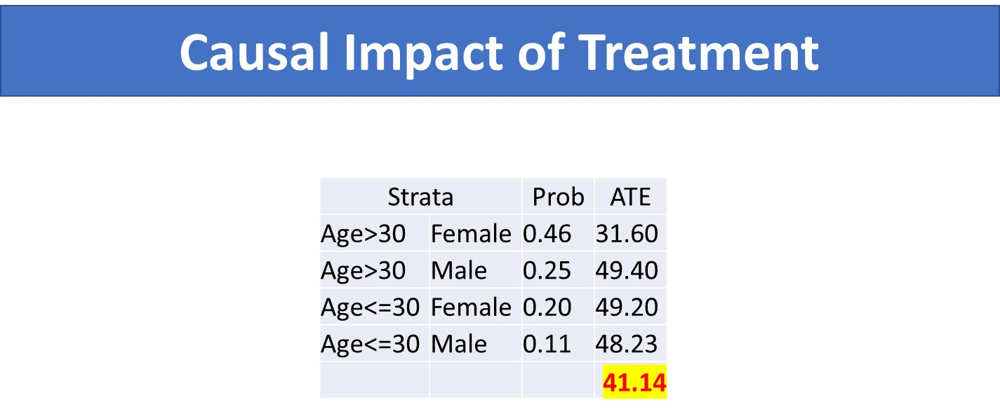 Causal Impact of Treatment
Strata Prob ATE
Age>30 Female 0.46 31.60
Age>30 Male 0.25 49.40
Age<=30 Female 0.20 49.20
Age<=30 Male 0.11 48.23
41.14